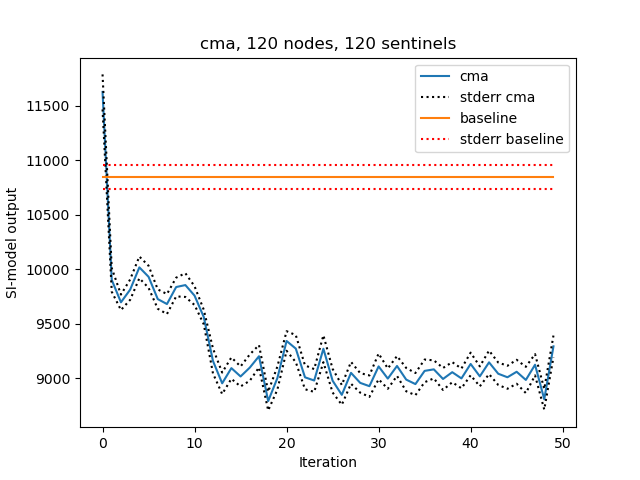 cma, 120 nodes, 120 sentinels
cma
stderr cma
baseline
stderr baseline
SI-model output
11500
11000
10500
10000
9500
9000
0
10
20
30
40
50
Iteration